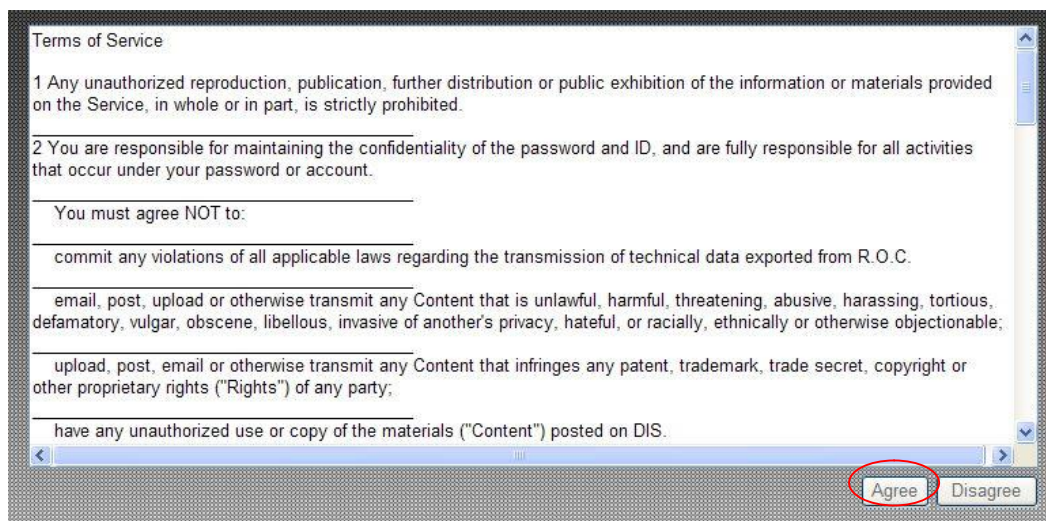 Terms of Service
1 Any unauthorized reproduction, publication, further distribution or public exhibition of the information or materials provided
on the Service, in whole or in part, is strictly prohibited.
2 You are responsible for maintaining the confidentiality of the password and ID, and are fully responsible for all activities
that occur under your password or account.
You must agree NOT to:
commit any violations of all applicable laws regarding the transmission of technical data exported from R.O.C.
email, post, upload or otherwise transmit any Content that is unlawful, harmful, threatening, abusive, harassing, tortious,
defamatory, vulgar, obscene, libellous, invasive of another's privacy, hateful, or racially, ethnically or otherwise objectionable;
upload, post, email or otherwise transmit any Content that infringes any patent, trademark, trade secret, copyright or
other proprietary rights ("Rights") of any party;
have any unauthorized use or copy of the materials ("Content") posted on DIS.
Agree Disagree